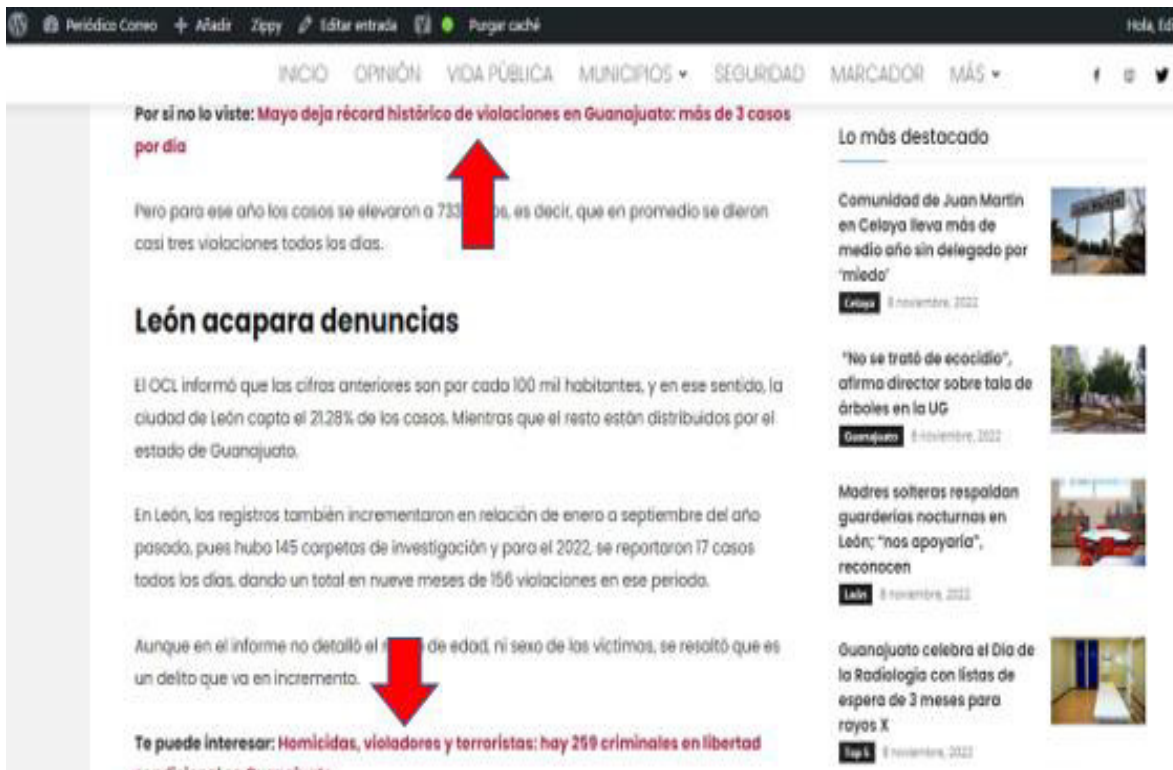 Periódico Correo + Añadir Zippy Editar entrada Purgar caché Hola, Edi
INICIO OPINIÓN VIDA PÚBLICA MUNICIPIOS SEGURIDAD MARCADOR MÁS
Por si no lo viste: Mayo deja récord histórico de violaciones en Guanajuato: más de 3 casos
por día
Pero para ese año los casos se elevaron a 733 es decir, que en promedio se dieron
casi tres violaciones todos los días.
León acapara denuncias
El OCL informó que las cifras anteriores son por cada 100 mil habitantes, y en ese sentido, la
ciudad de León capta el 21.28% de los casos. Mientras que el resto están distribuidos por el
estado de Guanajuato.
En León, los registros también incrementaron en relación de enero a septiembre del año
pasado, pues hubo 145 carpetas de investigación y para el 2022, se reportaron 17 casos
todos los días, dando un total en nueve meses de 156 violaciones en ese periodo.
Aunque en el informe no detalló el de edad, ni sexo de las víctimas, se resaltó que es
un delito que va en incremento.
Te puede interesar: Homicidas, violadores y terroristas: hay 259 criminales en libertad
Lo más destacado
Comunidad de Juan Martín
en Celaya lleva más de
medio año sin delegado por
'miedo'
Celaya 8 noviembre, 2022
"No se trató de ecocidio",
afirma director sobre tala de
árboles en la UG
Guanajuato 8 noviembre, 2022
Madres solteras respaldan
guarderías nocturnas en
León; "nos apoyaría",
reconocen
León 8 noviembre, 2022
Guanajuato celebra el Día de
la Radiología con listas de
espera de 3 meses para
rayos X
Top 5 8 noviembre, 2022